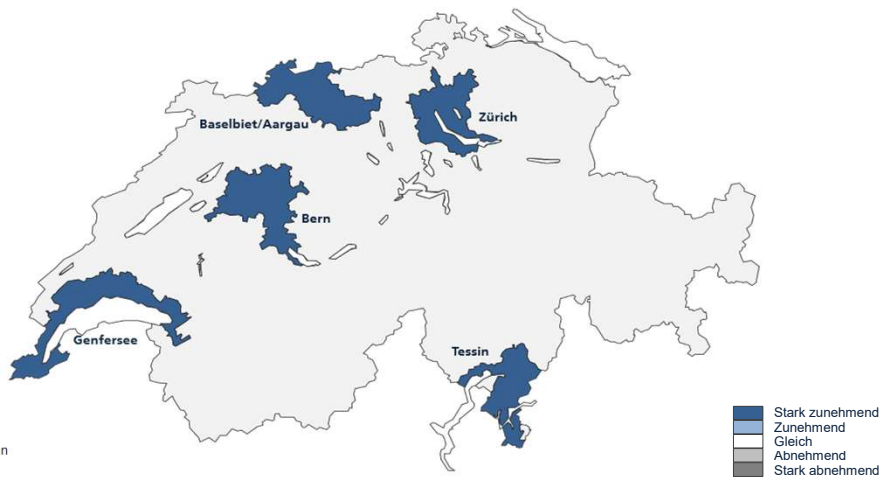 Baselbiet/Aargau
Zürich
Bern
Genfersee
Tessin
n
Stark zunehmend
Zunehmend
Gleich
Abnehmend
Stark abnehmend